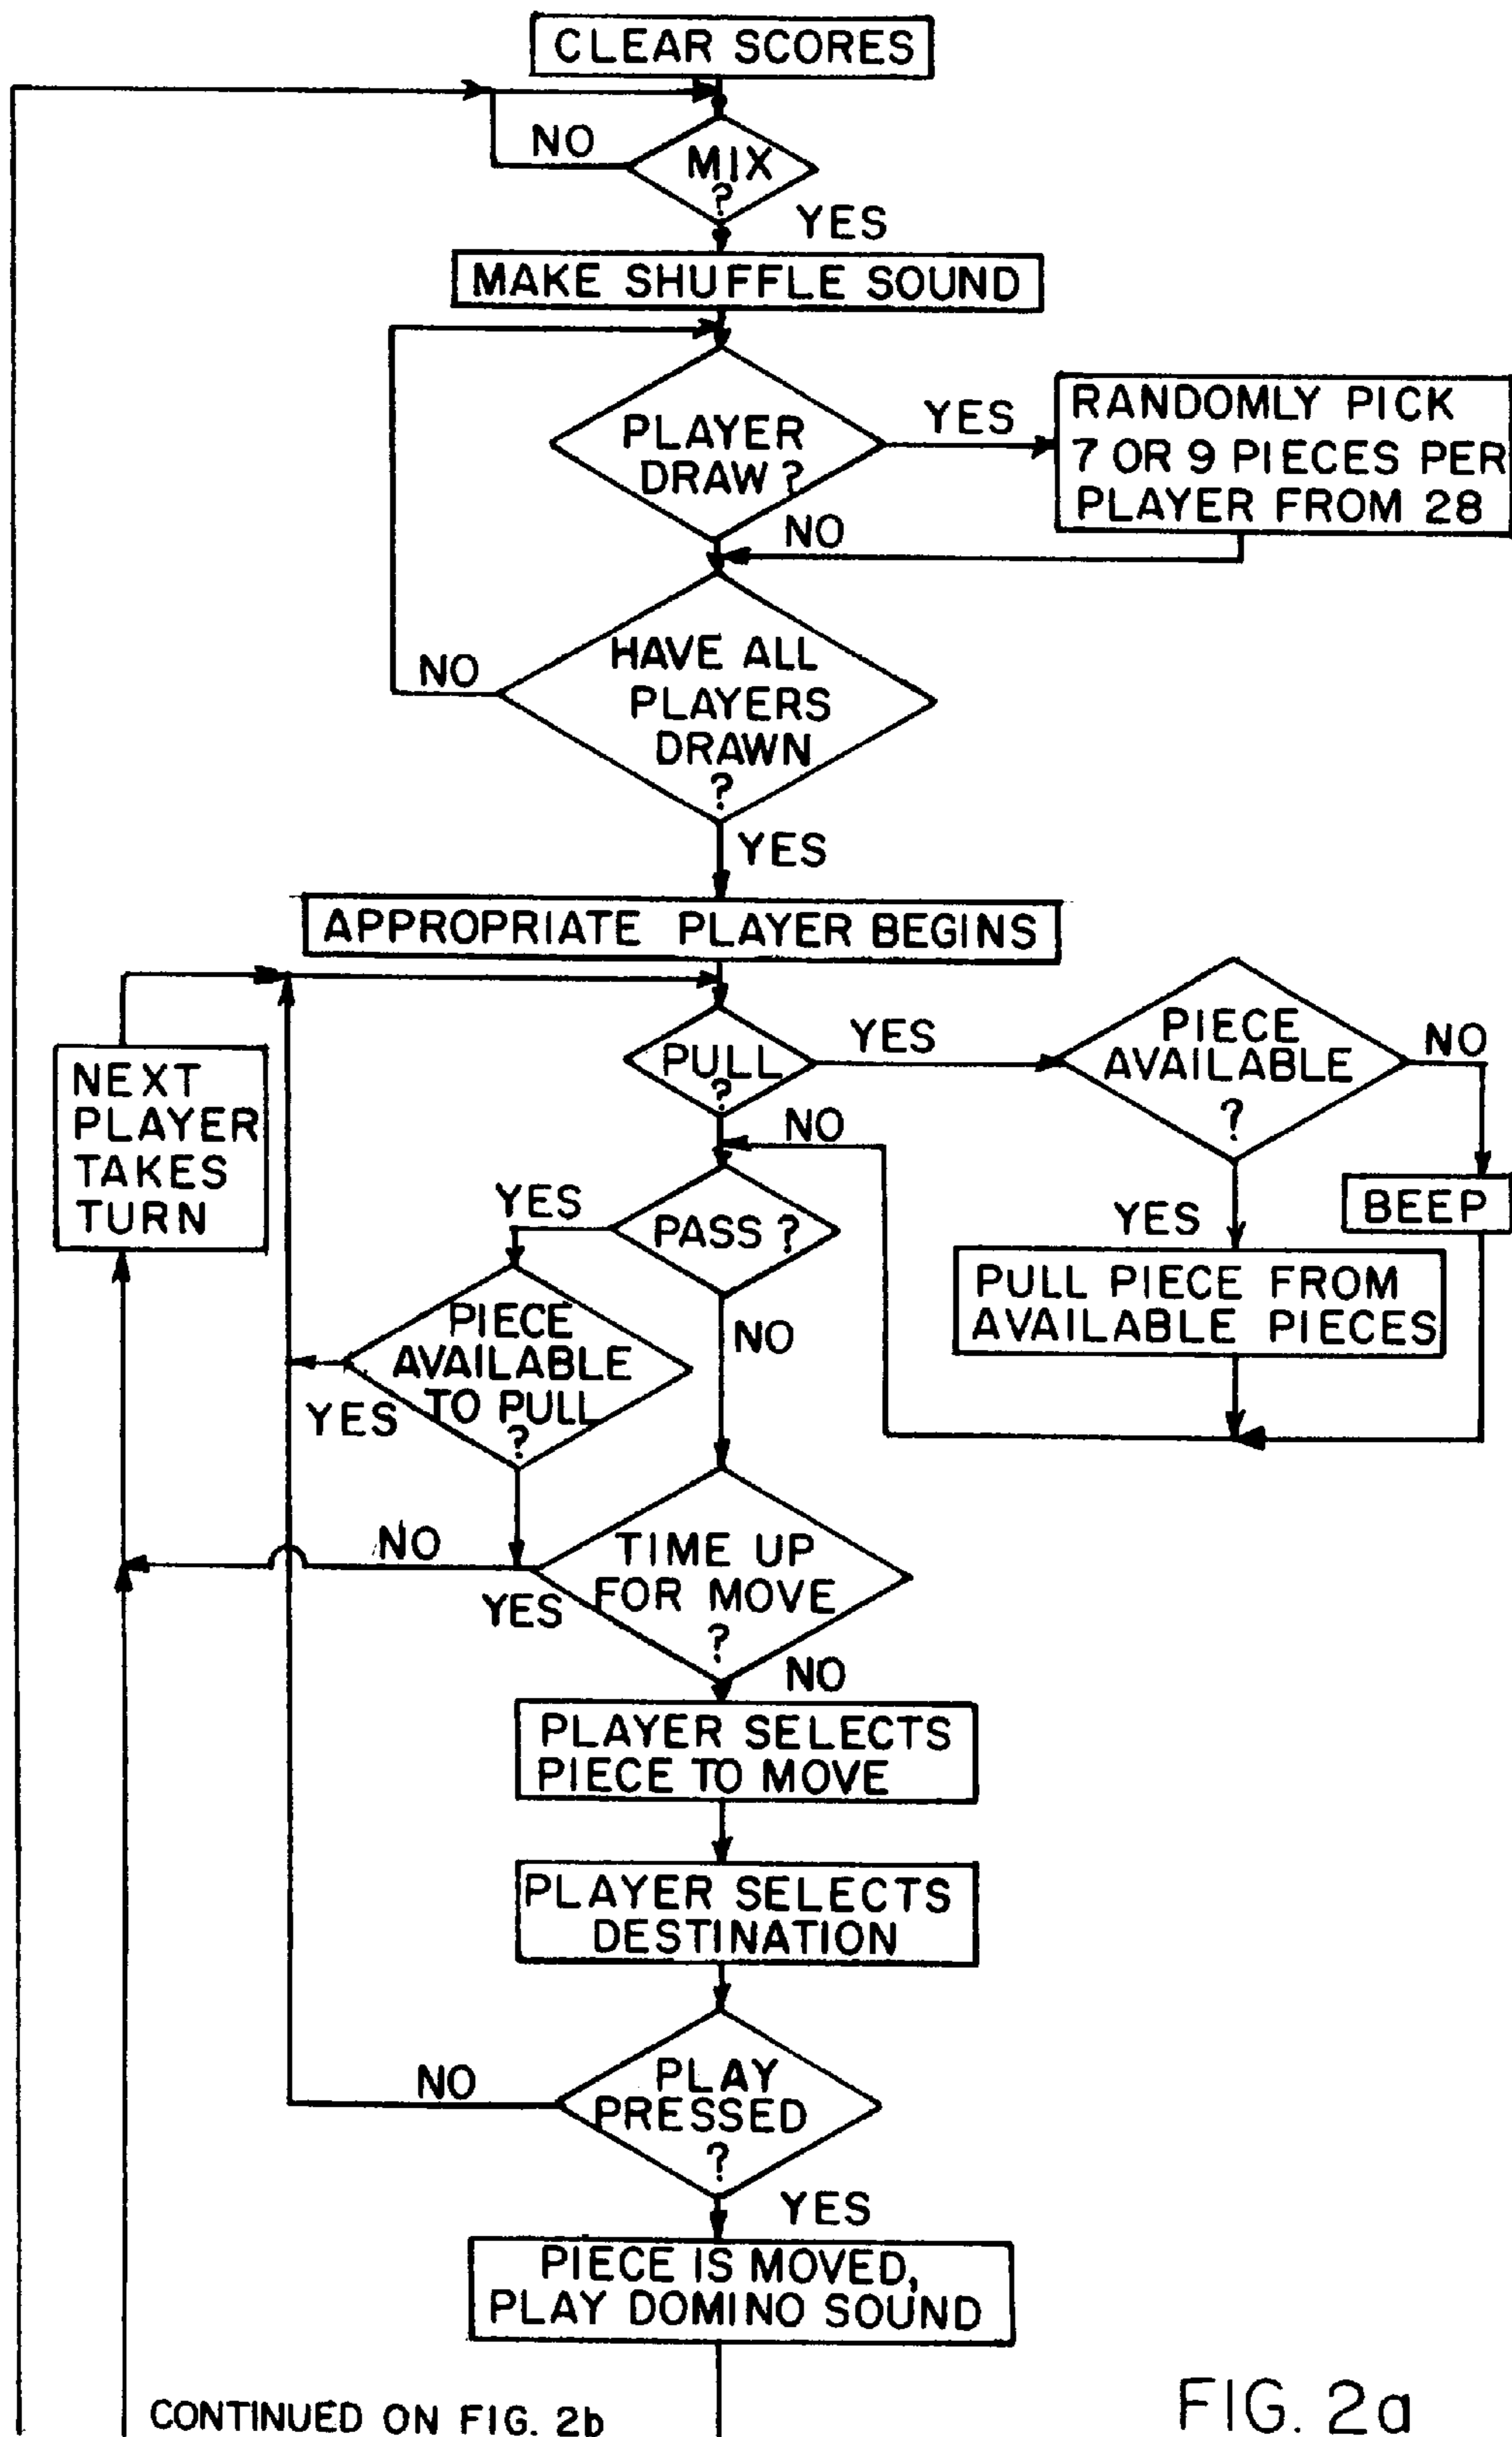 CLEAR SCORES
NO
MIX
?
YES
MAKE SHUFFLE SOUND
PLAYER
DRAW ?
YES
RANDOMLY PICK
7 OR 9 PIECES PER
PLAYER FROM 28
NO
HAVE ALL
PLAYERS
DRAWN
?
NO
YES
APPROPRIATE PLAYER BEGINS
NEXT
PLAYER
TAKES
TURN
PULL
?
YES
PIECE
AVAILABLE
?
NO
NO
BEEP
YES
PULL PIECE FROM
AVAILABLE PIECES
YES
PASS ?
NO
PIECE
AVAILABLE
TO PULL
?
YES
NO
TIME UP
FOR MOVE
?
YES
NO
PLAYER SELECTS
PIECE TO MOVE
PLAYER SELECTS
DESTINATION
NO
PLAY
PRESSED
?
YES
PIECE IS MOVED,
PLAY DOMINO SOUND
CONTINUED ON FIG. 2b
FIG. 2a